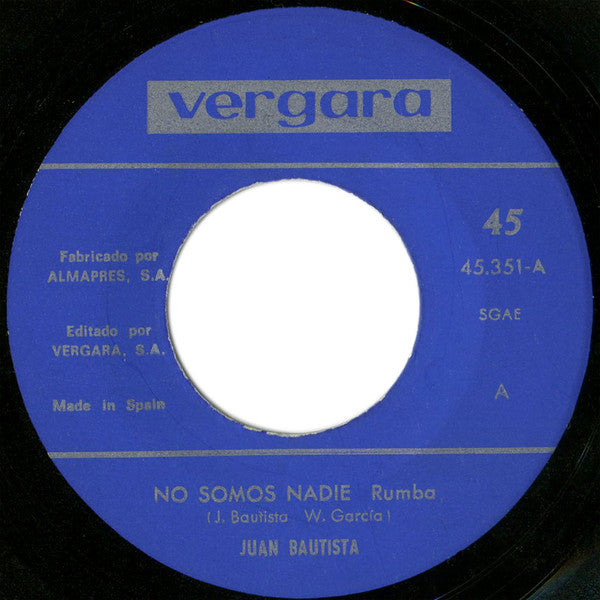 vergara
45
45.351-A
SGAE
A
Fabricado por
ALMAPRES, S.A.
Editado por
VERGARA, S.A.
Made in Spain
NO SOMOS NADIE Rumba
(J. Bautista W. García)
JUAN BAUTISTA